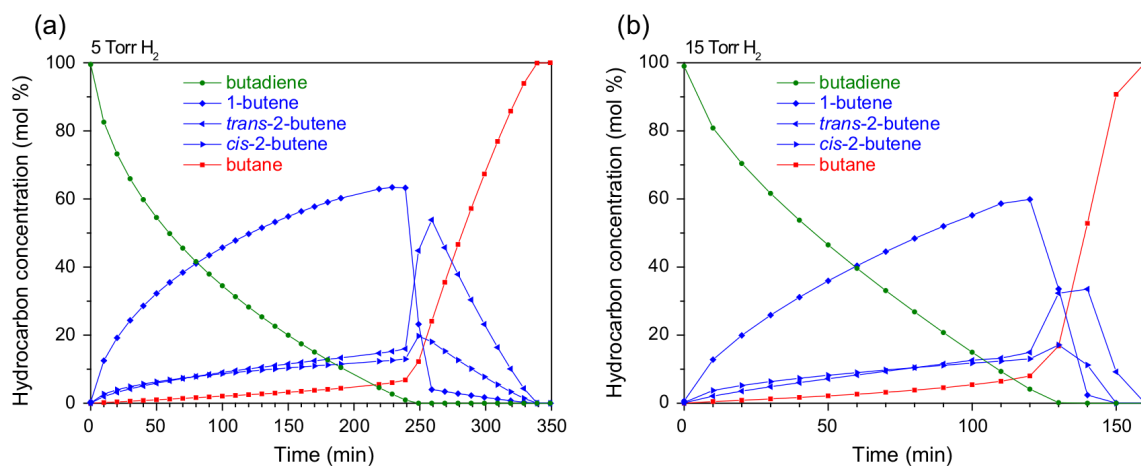 (a)
5 Torr H₂
Hydrocarbon concentration (mol %)
100
80
60
40
20
0
butadiene
1-butene
trans-2-butene
cis-2-butene
butane
0 50 100 150 200 250 300 350
Time (min)
(b)
15 Torr H₂
Hydrocarbon concentration (mol %)
100
80
60
40
20
0
butadiene
1-butene
trans-2-butene
cis-2-butene
butane
0 50 100 150
Time (min)